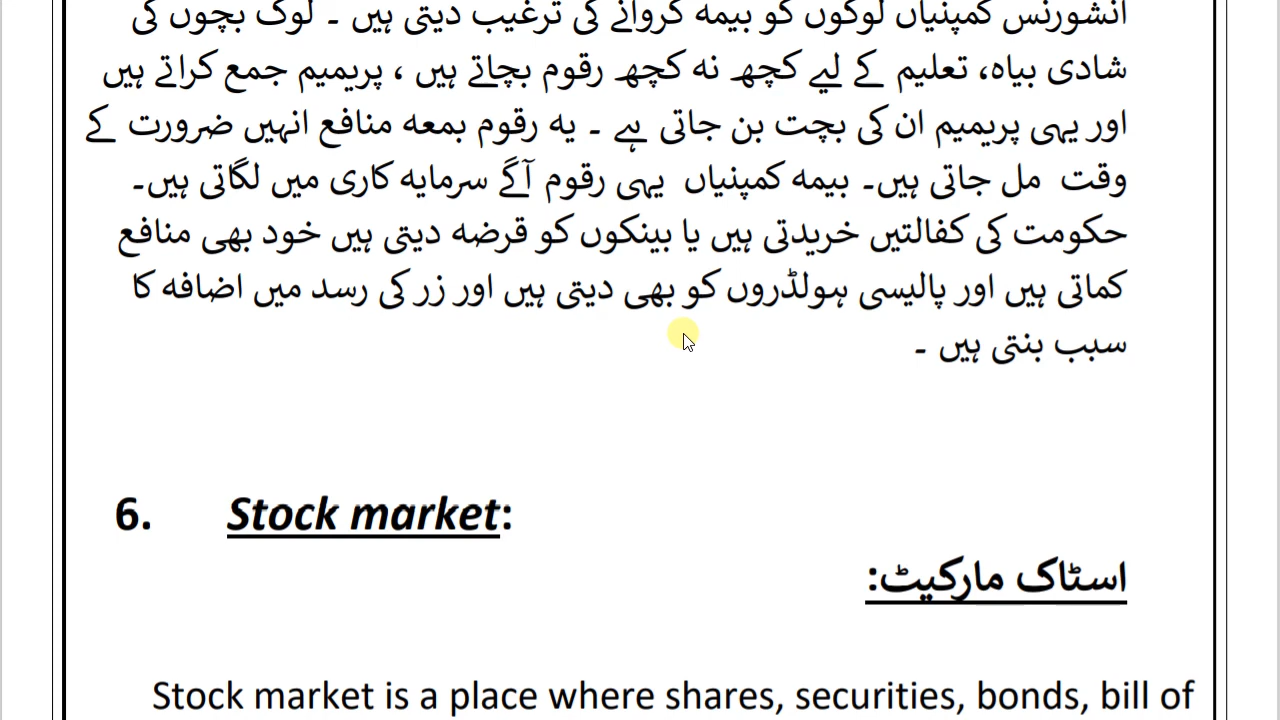 انشورنس کمپنیاں لوگوں کو بیمہ کروانے کی ترغیب دیتی ہیں ۔ لوگ بچوں کی
شادی بیاہ، تعلیم کے لیے کچھ نہ کچھ رقوم بچاتے ہیں ، پریمیم جمع کراتے ہیں
اور یہی پریمیم ان کی بچت بن جاتی ہے ۔ یہ رقوم بمعہ منافع انہیں ضرورت کے
وقت مل جاتی ہیں۔ بیمہ کمپنیاں یہی رقوم آگے سرمایہ کاری میں لگاتی ہیں۔
حکومت کی کفالتیں خریدتی ہیں یا بینکوں کو قرضہ دیتی ہیں خود بھی منافع
کماتی ہیں اور پالیسی ہولڈروں کو بھی دیتی ہیں اور زر کی رسد میں اضافہ کا
سبب بنتی ہیں ۔
6. Stock market:
اسٹاک مارکیٹ:
Stock market is a place where shares, securities, bonds, bill of